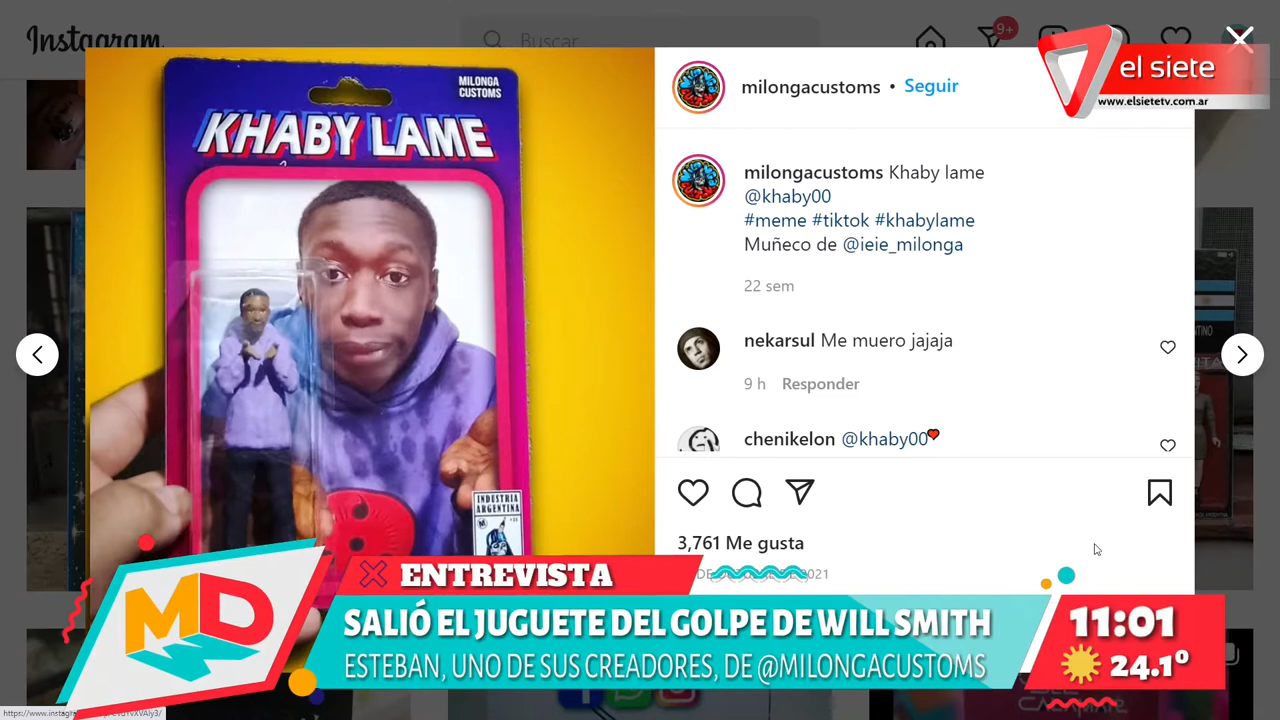 Instagram
Buscar
9+
el siete
www.elsietetv.com.ar
MILONGA
CUSTOMS
KHABY LAME
INDUSTRIA
ARGENTINA
milongacustoms • Seguir
milongacustoms Khaby lame
@khaby00
#meme #tiktok #khabylame
Muñeco de @ieie_milonga
22 sem
nekarsul Me muero jajaja
9 h Responder
chenikelon @khaby00
3,761 Me gusta
2021
MD
ENTREVISTA
SALIÓ EL JUGUETE DEL GOLPE DE WILL SMITH
ESTEBAN, UNO DE SUS CREADORES, DE @MILONGACUSTOMS
11:01
24.1º